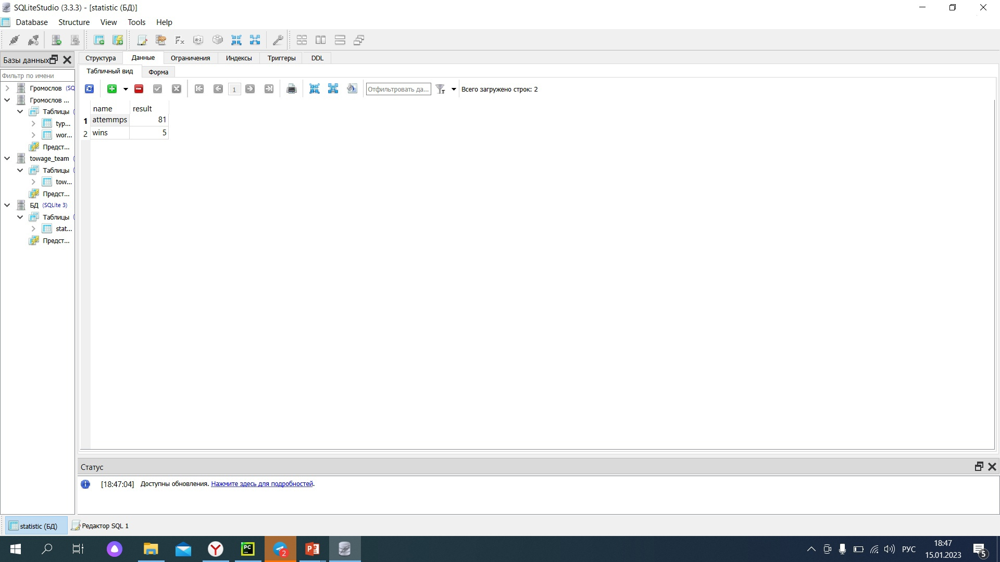 SQLiteStudio (3.3.3) - [statistic (БД)]
Database Structure View Tools Help
Базы данных
Структура Данные Ограничения Индексы Триггеры DDL
Табличный вид Форма
Фильтр по имени
1 Отфильтровать да... Всего загружено строк: 2
Громослов (SQ
Громослов ...
Таблицы (
typ...
wor...
Предст...
towage_team (
Таблицы (
tow...
Предст...
БД (SQLite 3)
Таблицы (
stat...
Предст...
name result
1 attemmps 81
2 wins 5
Статус
[18:47:04] Доступны обновления. Нажмите здесь для подробностей.
statistic (БД) Редактор SQL 1
PC
2
РУС
18:47
15.01.2023
5